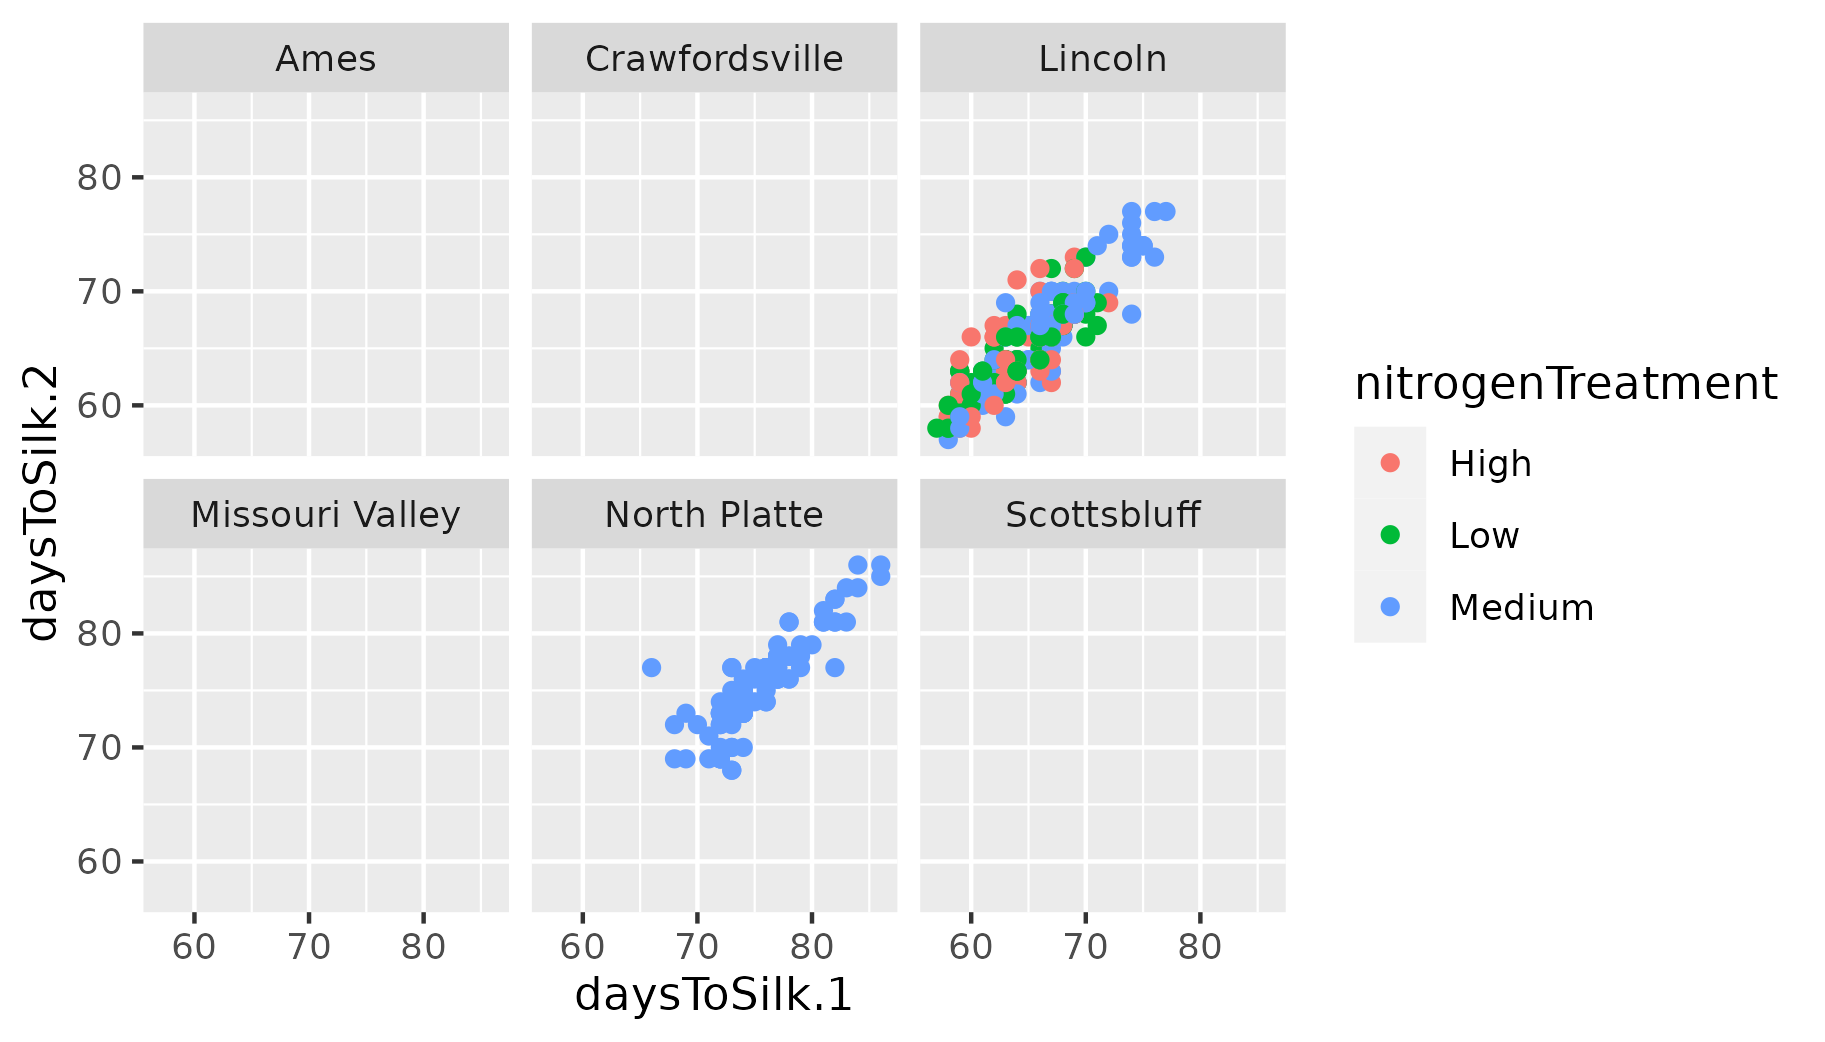 Ames
Crawfordsville
Lincoln
80
70
60
Missouri Valley
North Platte
Scottsbluff
80
70
60
60 70 80
60 70 80
60 70 80
daysToSilk.1
daysToSilk.2
nitrogenTreatment
High
Low
Medium